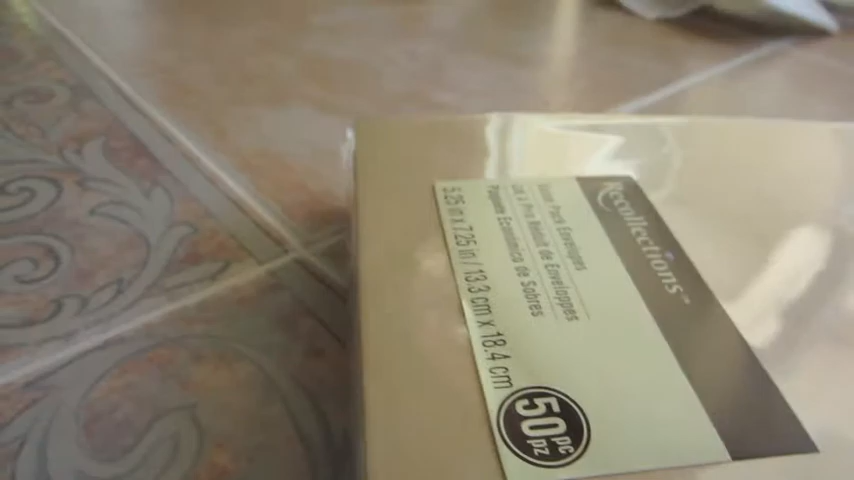 Recollections™
Value Pack Envelopes
Lot à Prix Réduit de Enveloppes
Paquete Económica de Sobres
5.25 in x 7.25 in / 13.3 cm x 18.4 cm
50 pc
pz